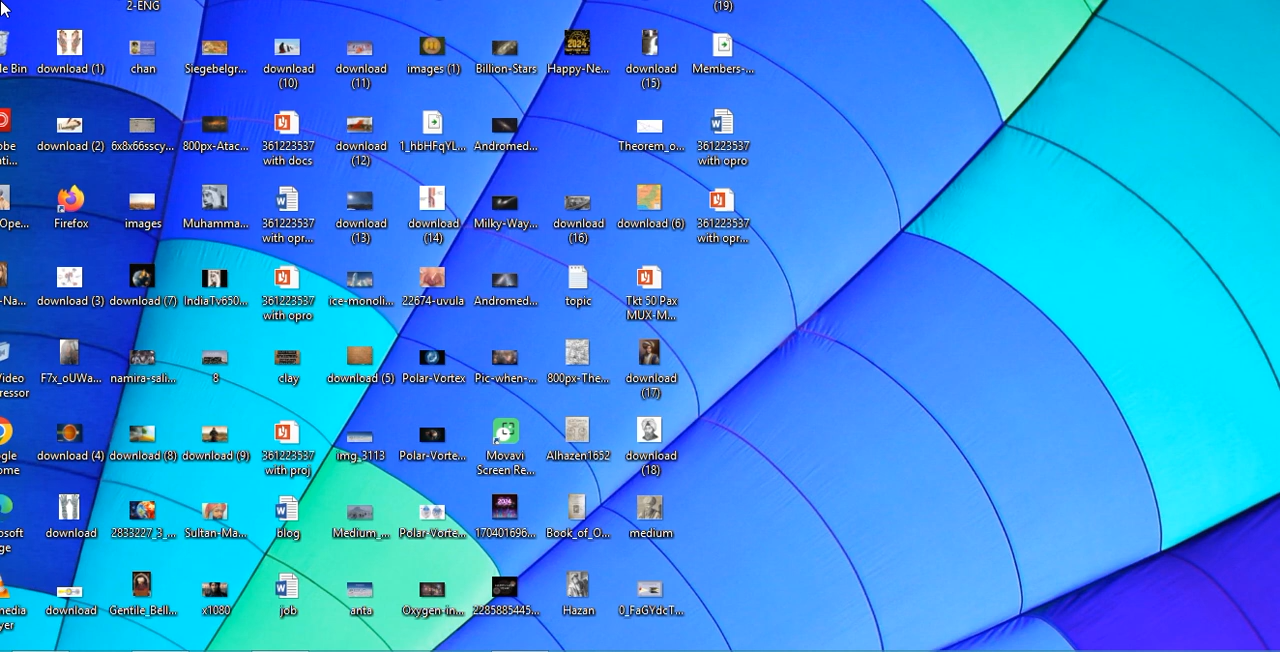 2-ENG
(19)
le Bin
download (1)
chan
Siegebelgr...
download
(10)
download
(11)
images (1)
Billion-Stars
Happy-Ne...
download
(15)
Members-...
obe
ati...
download (2)
6x8x66sscy...
800px-Atac...
361223537
with docs
download
(12)
1_hbHFqYL...
Andromed...
Theorem_o...
361223537
with opro
Ope...
Firefox
images
Muhamma...
361223537
with opr...
download
(13)
download
(14)
Milky-Way...
download
(16)
download (6)
361223537
with opr...
-Na...
download (3)
download (7)
IndiaTv650...
361223537
with opro
ice-monoli...
22674-uvula
Andromed...
topic
Tkt 50 Pax
MUX-M...
/ideo
ressor
F7x_oUWa...
namira-sali...
8
clay
download (5)
Polar-Vortex
Pic-when-...
800px-The...
download
(17)
gle
ome
download (4)
download (8)
download (9)
361223537
with proj
img_3113
Polar-Vorte...
Movavi
Screen Re...
Alhazen1652
download
(18)
osoft
ge
download
2833227_3_...
Sultan-Ma...
blog
Medium_...
Polar-Vorte...
2024
170401696...
Book_of_O...
medium
media
yer
download
Gentile_Bell...
x1080
job
anta
Oxygen-in...
2285885445...
Hazan
0_FaGYdcT...